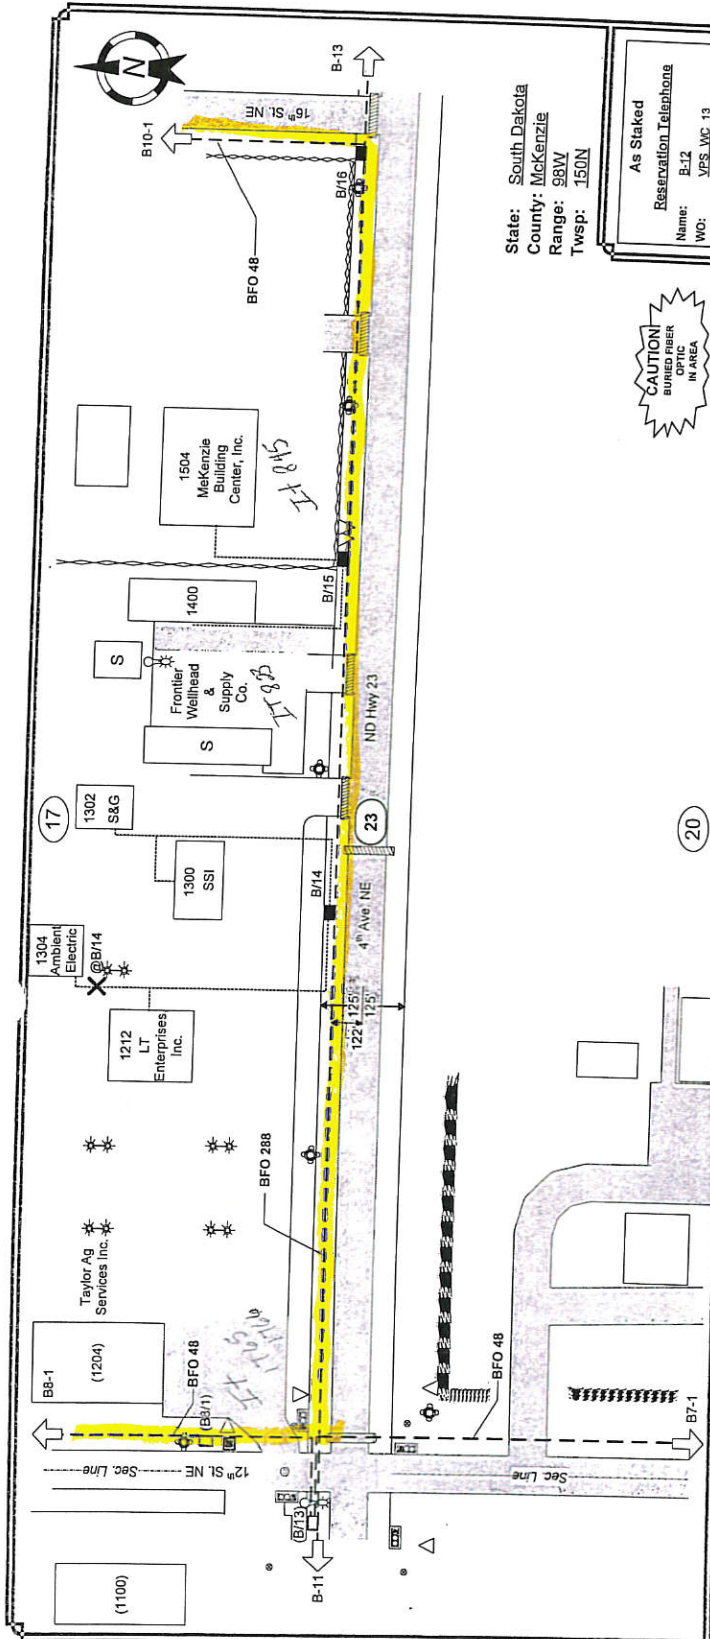 N
B-13
16th St. NE
B10-1
BFO 48
B/16
State: South Dakota
County: McKenzie
Range: 98W
Twsp: 150N
As Staked
Reservation Telephone
Name: B-12
WO: VPS WC 13
CAUTION!
BURIED FIBER
OPTIC
IN AREA
1504
McKenzie
Building
Center, Inc.
B/15
1400
S
Frontier
Wellhead
&
Supply
Co.
S
ND Hwy 23
17
1302
S&G
1300
SSI
23
20
B/14
4th Ave. NE
1304
Ambient
Electric
@B/14
1212
LT
Enterprises
Inc.
122'
125'
125'
BFO 288
Taylor Ag
Services Inc.
B8-1
(1204)
BFO 48
(B8/1)
12th St. NE
Sec. Line
BFO 48
B7-1
Sec. Line
(B/13)
B-11
(1100)